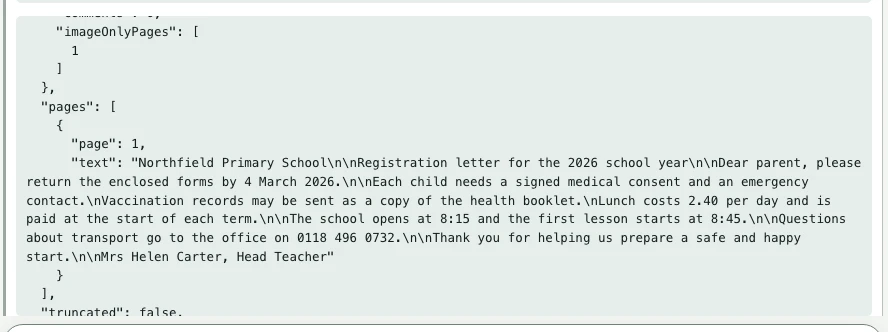 "imageOnlyPages": [
1
]
},
"pages": [
{
"page": 1,
"text": "Northfield Primary School\n\nRegistration letter for the 2026 school year\n\nDear parent, please
return the enclosed forms by 4 March 2026.\n\nEach child needs a signed medical consent and an emergency
contact.\nVaccination records may be sent as a copy of the health booklet.\nLunch costs 2.40 per day and is
paid at the start of each term.\n\nThe school opens at 8:15 and the first lesson starts at 8:45.\n\nQuestions
about transport go to the office on 0118 496 0732.\n\nThank you for helping us prepare a safe and happy
start.\n\nMrs Helen Carter, Head Teacher"
}
],
"truncated": false,